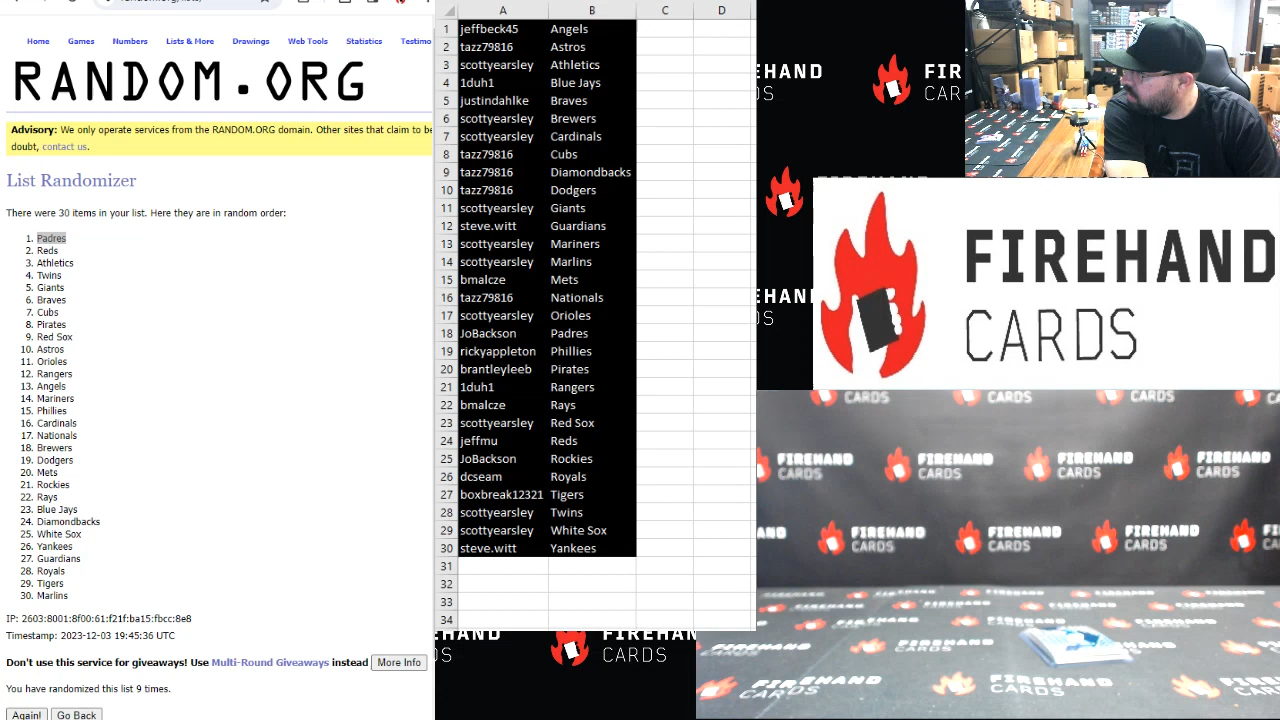 Home Games Numbers Lists & More Drawings Web Tools Statistics Testimo
RANDOM.ORG
Advisory: We only operate services from the RANDOM.ORG domain. Other sites that claim to be
doubt, contact us.
List Randomizer
There were 30 items in your list. Here they are in random order:
1. Padres
2. Reds
3. Athletics
4. Twins
5. Giants
6. Braves
7. Cubs
8. Pirates
9. Red Sox
10. Astros
11. Orioles
12. Rangers
13. Angels
14. Mariners
15. Phillies
16. Cardinals
17. Nationals
18. Brewers
19. Dodgers
20. Mets
21. Rockies
22. Rays
23. Blue Jays
24. Diamondbacks
25. White Sox
26. Yankees
27. Guardians
28. Royals
29. Tigers
30. Marlins
IP: 2603:8001:8f00:61:f21f:ba15:fbcc:8e8
Timestamp: 2023-12-03 19:45:36 UTC
Don't use this service for giveaways! Use Multi-Round Giveaways instead More Info
You have randomized this list 9 times.
Again! Go Back
A B C D
1 jeffbeck45 Angels
2 tazz79816 Astros
3 scottyearsley Athletics
4 1duh1 Blue Jays
5 justindahlke Braves
6 scottyearsley Brewers
7 scottyearsley Cardinals
8 tazz79816 Cubs
9 tazz79816 Diamondbacks
10 tazz79816 Dodgers
11 scottyearsley Giants
12 steve.witt Guardians
13 scottyearsley Mariners
14 scottyearsley Marlins
15 bmalcze Mets
16 tazz79816 Nationals
17 scottyearsley Orioles
18 JoBackson Padres
19 rickyappleton Phillies
20 brantleyleeb Pirates
21 1duh1 Rangers
22 bmalcze Rays
23 scottyearsley Red Sox
24 jeffmu Reds
25 JoBackson Rockies
26 dcseam Royals
27 boxbreak12321 Tigers
28 scottyearsley Twins
29 scottyearsley White Sox
30 steve.witt Yankees
31
32
33
34
FIREHAND
CARDS
FIREHAND
CARDS